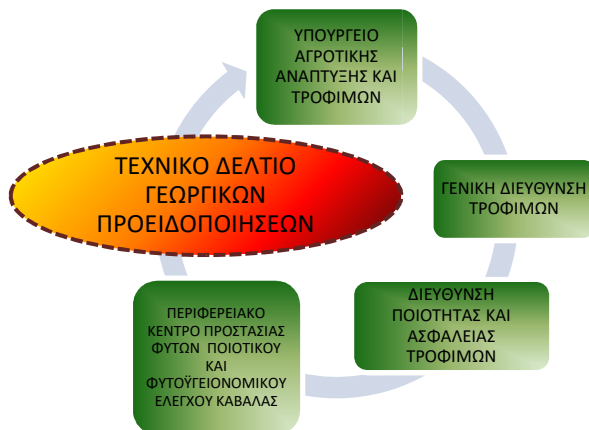 ΥΠΟΥΡΓΕΙΟ
ΑΓΡΟΤΙΚΗΣ
ΑΝΑΠΤΥΞΗΣ ΚΑΙ
ΤΡΟΦΙΜΩΝ
ΓΕΝΙΚΗ ΔΙΕΥΘΥΝΣΗ
ΤΡΟΦΙΜΩΝ
ΔΙΕΥΘΥΝΣΗ
ΠΟΙΟΤΗΤΑΣ ΚΑΙ
ΑΣΦΑΛΕΙΑΣ
ΤΡΟΦΙΜΩΝ
ΠΕΡΙΦΕΡΕΙΑΚΟ
ΚΕΝΤΡΟ ΠΡΟΣΤΑΣΙΑΣ
ΦΥΤΩΝ ΠΟΙΟΤΙΚΟΥ
ΚΑΙ
ΦΥΤΟΫΓΕΙΟΝΟΜΙΚΟΥ
ΕΛΕΓΧΟΥ ΚΑΒΑΛΑΣ
ΤΕΧΝΙΚΟ ΔΕΛΤΙΟ
ΓΕΩΡΓΙΚΩΝ
ΠΡΟΕΙΔΟΠΟΙΗΣΕΩΝ